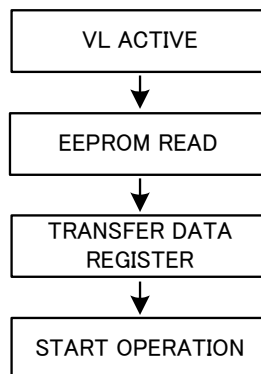 VL ACTIVE
EEPROM READ
TRANSFER DATA
REGISTER
START OPERATION